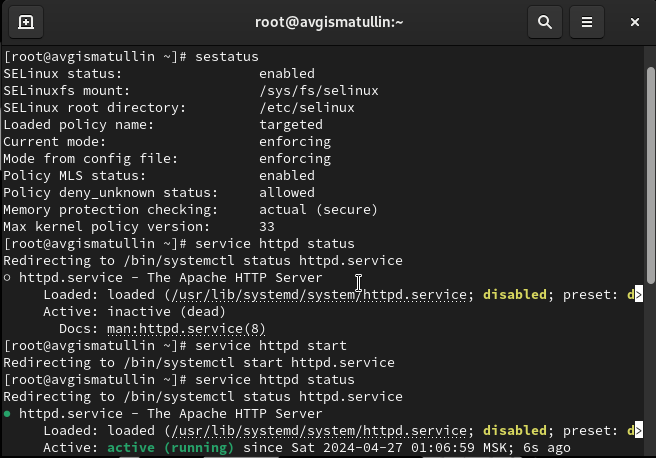 root@avgismatullin:~
[root@avgismatullin ~]# sestatus
SELinux status:                 enabled
SELinuxfs mount:                /sys/fs/selinux
SELinux root directory:         /etc/selinux
Loaded policy name:             targeted
Current mode:                   enforcing
Mode from config file:          enforcing
Policy MLS status:              enabled
Policy deny_unknown status:     allowed
Memory protection checking:     actual (secure)
Max kernel policy version:      33
[root@avgismatullin ~]# service httpd status
Redirecting to /bin/systemctl status httpd.service
○ httpd.service - The Apache HTTP Server
     Loaded: loaded (/usr/lib/systemd/system/httpd.service; disabled; preset: d>
     Active: inactive (dead)
       Docs: man:httpd.service(8)
[root@avgismatullin ~]# service httpd start
Redirecting to /bin/systemctl start httpd.service
[root@avgismatullin ~]# service httpd status
Redirecting to /bin/systemctl status httpd.service
● httpd.service - The Apache HTTP Server
     Loaded: loaded (/usr/lib/systemd/system/httpd.service; disabled; preset: d>
     Active: active (running) since Sat 2024-04-27 01:06:59 MSK; 6s ago